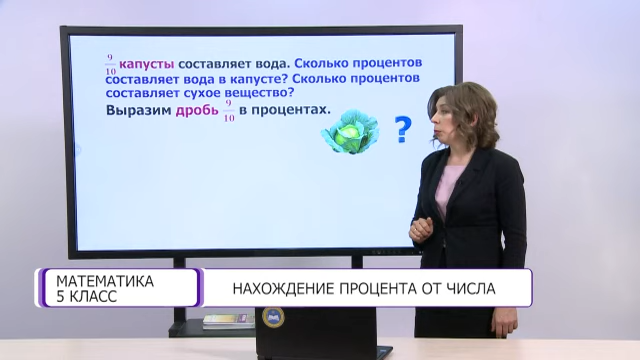 9/10 капусты составляет вода. Сколько процентов
составляет вода в капусте? Сколько процентов
составляет сухое вещество?
Выразим дробь 9/10 в процентах.
?
МАТЕМАТИКА
5 КЛАСС
НАХОЖДЕНИЕ ПРОЦЕНТА ОТ ЧИСЛА